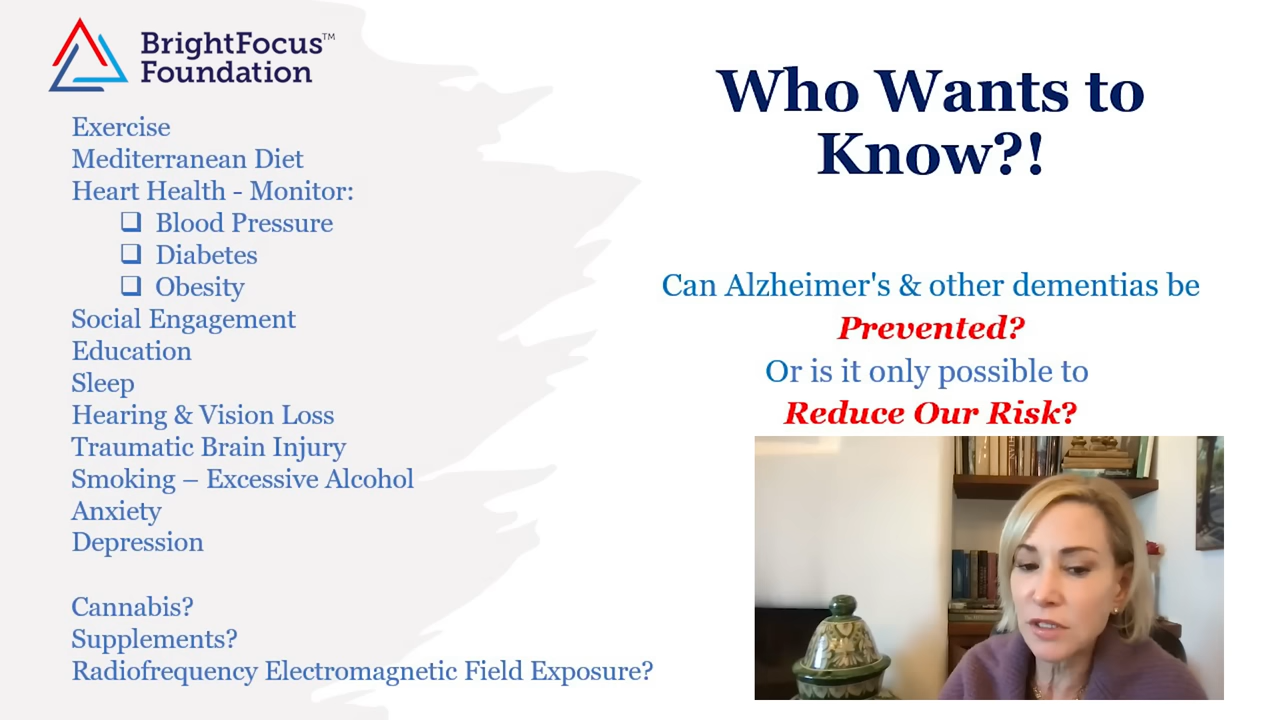 BrightFocus™
Foundation
Exercise
Mediterranean Diet
Heart Health - Monitor:
❑ Blood Pressure
❑ Diabetes
❑ Obesity
Social Engagement
Education
Sleep
Hearing & Vision Loss
Traumatic Brain Injury
Smoking – Excessive Alcohol
Anxiety
Depression
Cannabis?
Supplements?
Radiofrequency Electromagnetic Field Exposure?
Who Wants to
Know?!
Can Alzheimer's & other dementias be
Prevented?
Or is it only possible to
Reduce Our Risk?